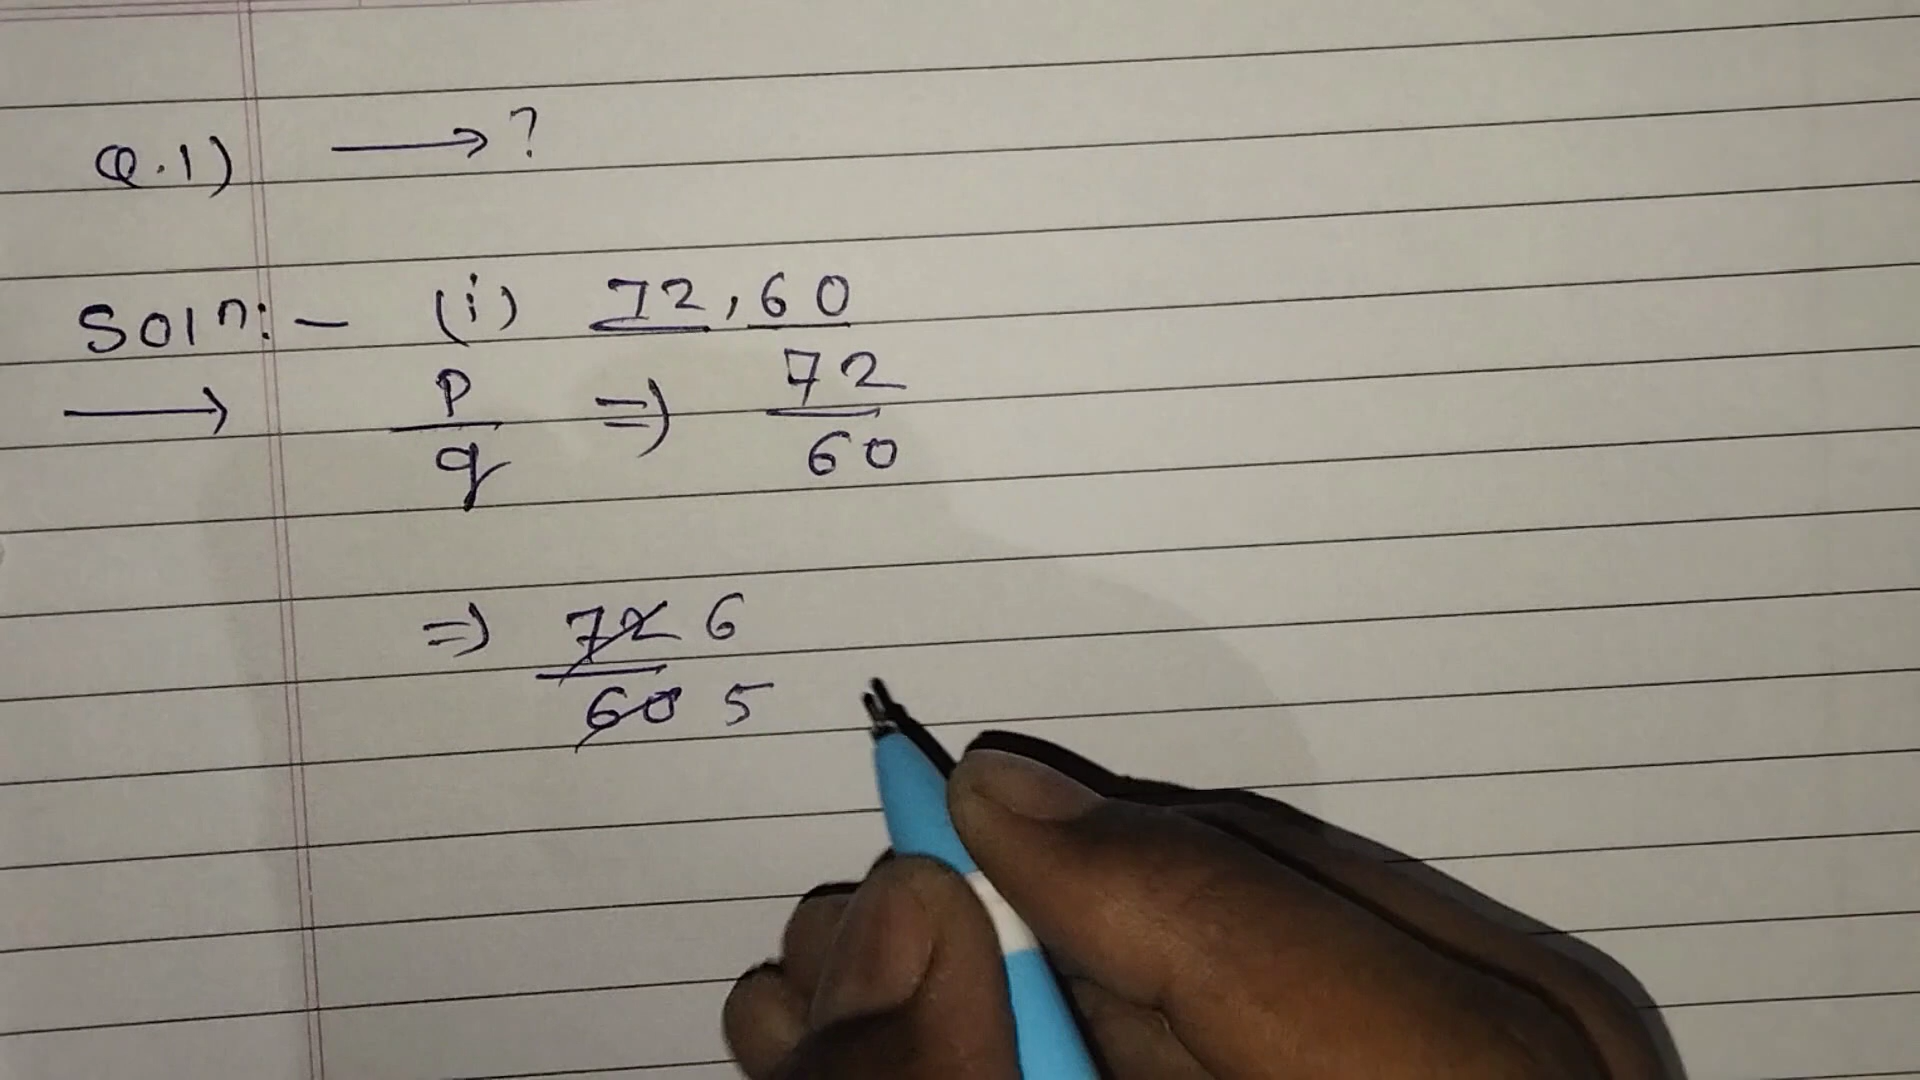 Q.1) ⟶ ?
Soln:- (i) 72, 60
⟶ p/q ⇒ 72/60
⇒ 72/60 6/5